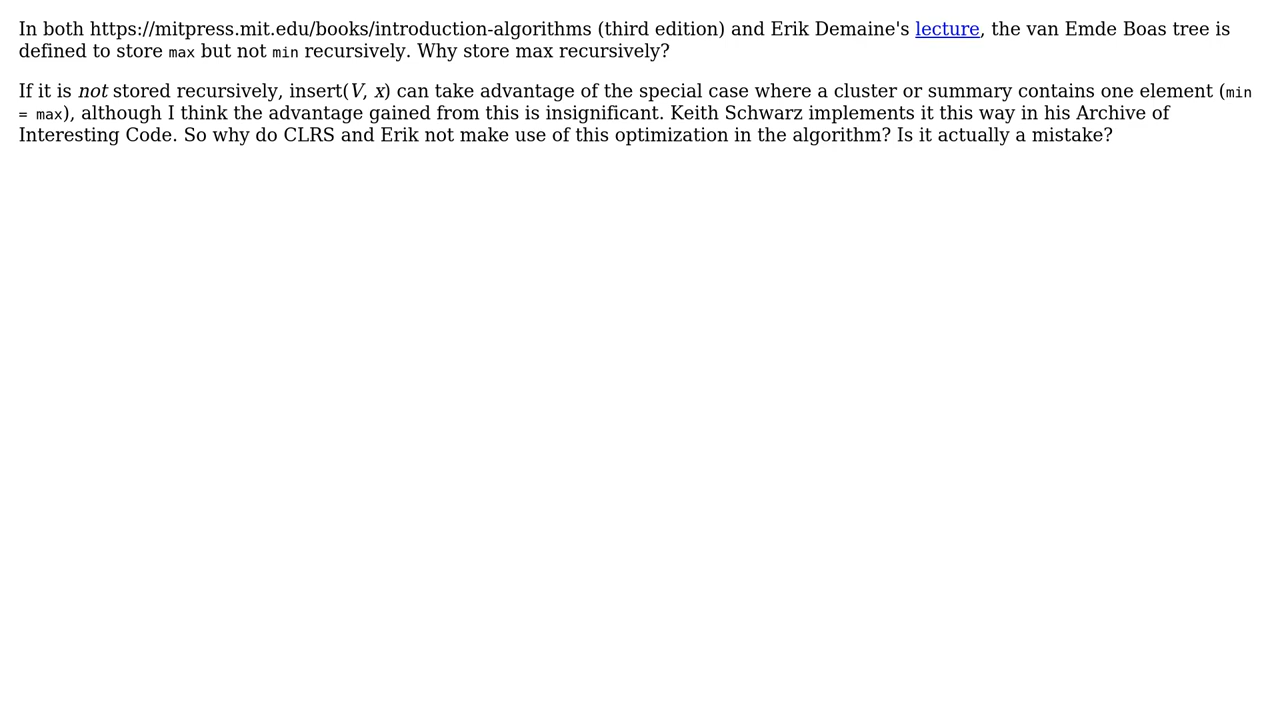 In both https://mitpress.mit.edu/books/introduction-algorithms (third edition) and Erik Demaine's lecture, the van Emde Boas tree is
defined to store max but not min recursively. Why store max recursively?
If it is not stored recursively, insert(V, x) can take advantage of the special case where a cluster or summary contains one element (min
= max), although I think the advantage gained from this is insignificant. Keith Schwarz implements it this way in his Archive of
Interesting Code. So why do CLRS and Erik not make use of this optimization in the algorithm? Is it actually a mistake?